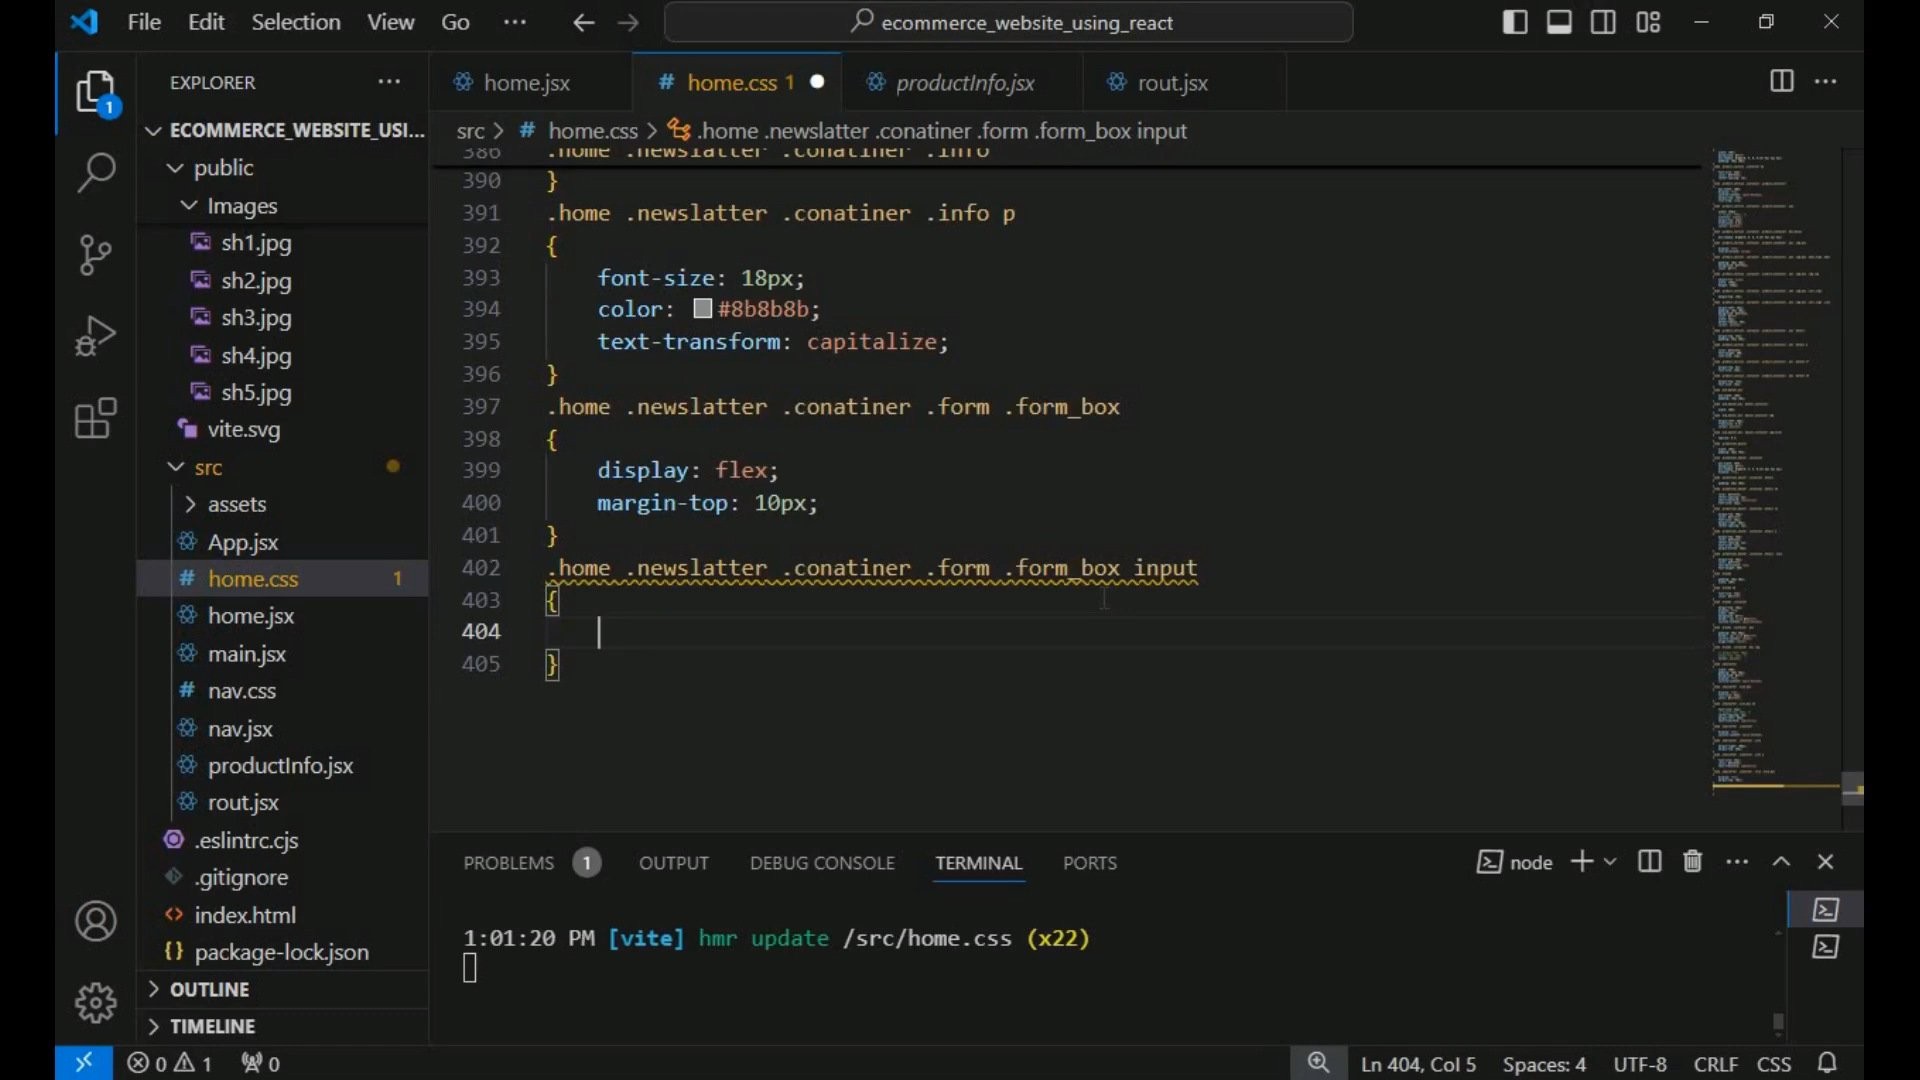 File Edit Selection View Go ··· ecommerce_website_using_react
EXPLORER ···
home.jsx # home.css 1 productInfo.jsx rout.jsx ···
ECOMMERCE_WEBSITE_USI...
public
Images
sh1.jpg
sh2.jpg
sh3.jpg
sh4.jpg
sh5.jpg
vite.svg
src
assets
App.jsx
# home.css 1
home.jsx
main.jsx
# nav.css
nav.jsx
productInfo.jsx
rout.jsx
.eslintrc.cjs
.gitignore
<> index.html
{} package-lock.json
OUTLINE
TIMELINE
1
src > # home.css > .home .newslatter .conatiner .form .form_box input
386 .home .newslatter .conatiner .info
390 }
391 .home .newslatter .conatiner .info p
392 {
393 font-size: 18px;
394 color: #8b8b8b;
395 text-transform: capitalize;
396 }
397 .home .newslatter .conatiner .form .form_box
398 {
399 display: flex;
400 margin-top: 10px;
401 }
402 .home .newslatter .conatiner .form .form_box input
403 {
404
405 }
PROBLEMS 1 OUTPUT DEBUG CONSOLE TERMINAL PORTS node ···
1:01:20 PM [vite] hmr update /src/home.css (x22)
0 1 0 Ln 404, Col 5 Spaces: 4 UTF-8 CRLF CSS